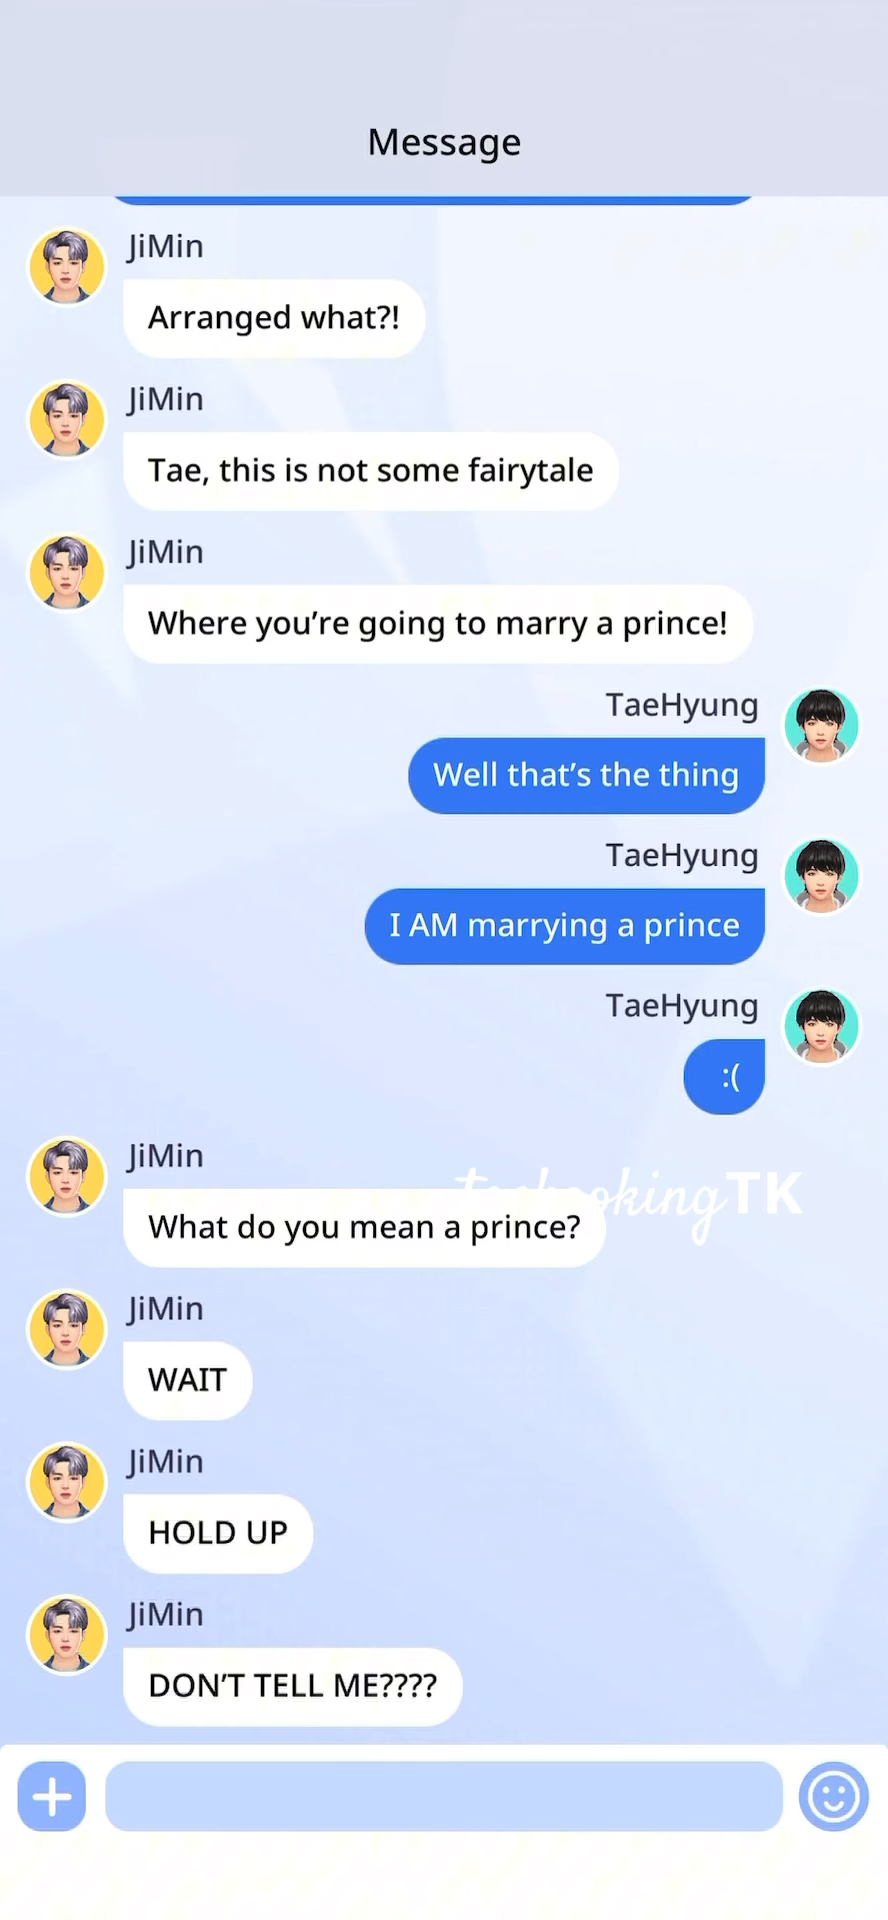 Message
JiMin
Arranged what?!
JiMin
Tae, this is not some fairytale
JiMin
Where you’re going to marry a prince!
TaeHyung
Well that’s the thing
TaeHyung
I AM marrying a prince
TaeHyung
:(
JiMin
TK
What do you mean a prince?
JiMin
WAIT
JiMin
HOLD UP
JiMin
DON’T TELL ME????